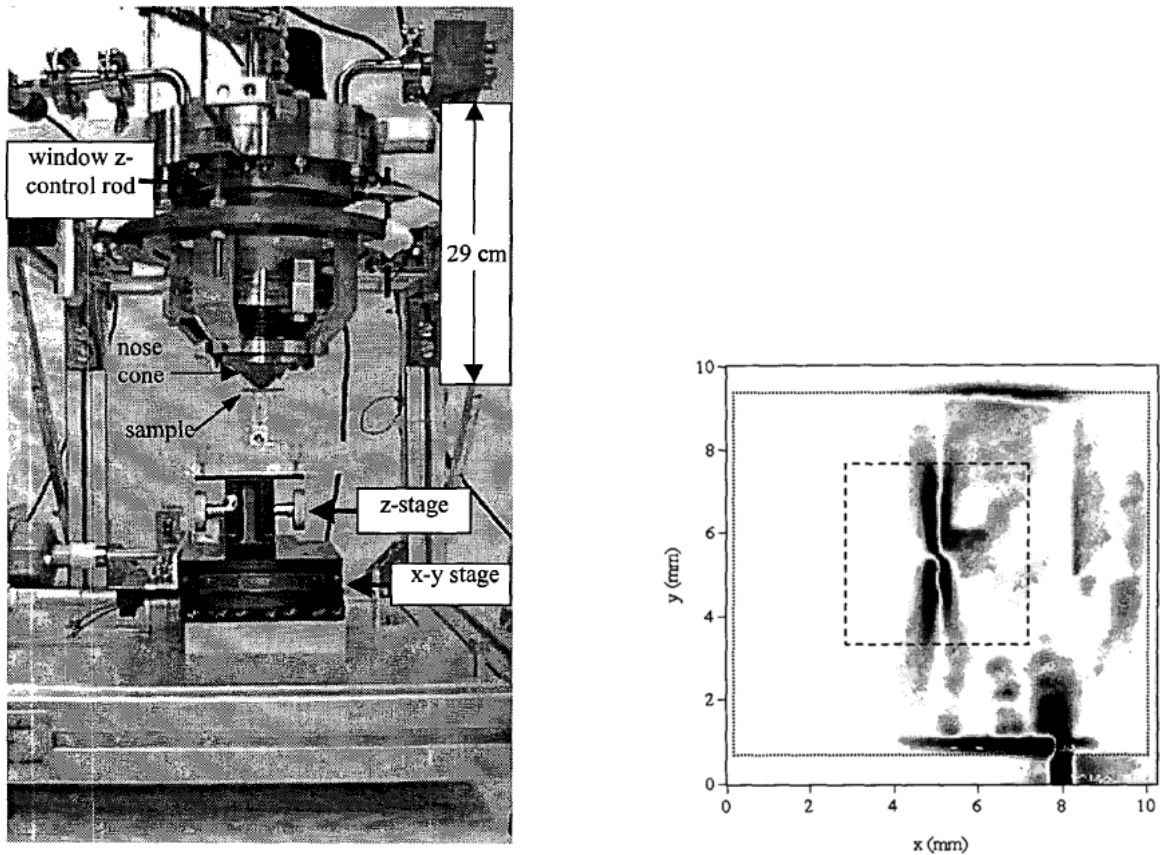 window z-
control rod
29 cm
nose
cone
sample
z-stage
x-y stage
10
8
6
4
2
0
y (mm)
0
2
4
6
8
10
x (mm)